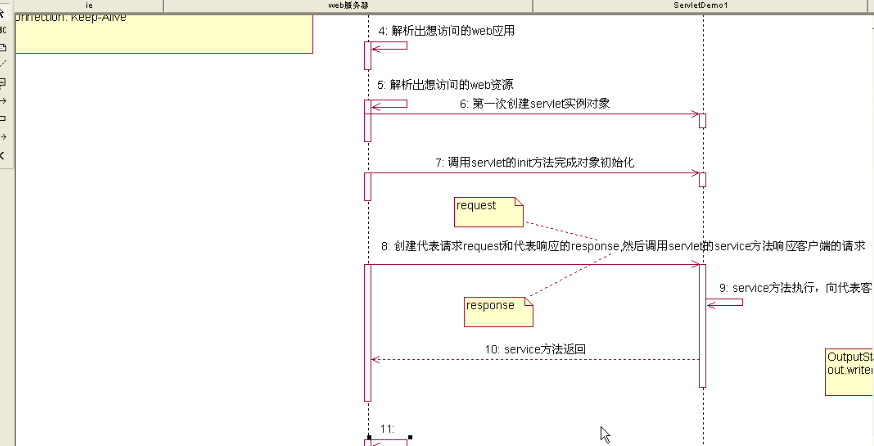 ie
web服务器
ServletDemo1
Connection: Keep-Alive
4: 解析出想访问的web应用
5: 解析出想访问的web资源
6: 第一次创建servlet实例对象
7: 调用servlet的init方法完成对象初始化
request
8: 创建代表请求request和代表响应的response,然后调用servlet的service方法响应客户端的请求
9: service方法执行，向代表客
response
10: service方法返回
OutputSt
out.write
11: